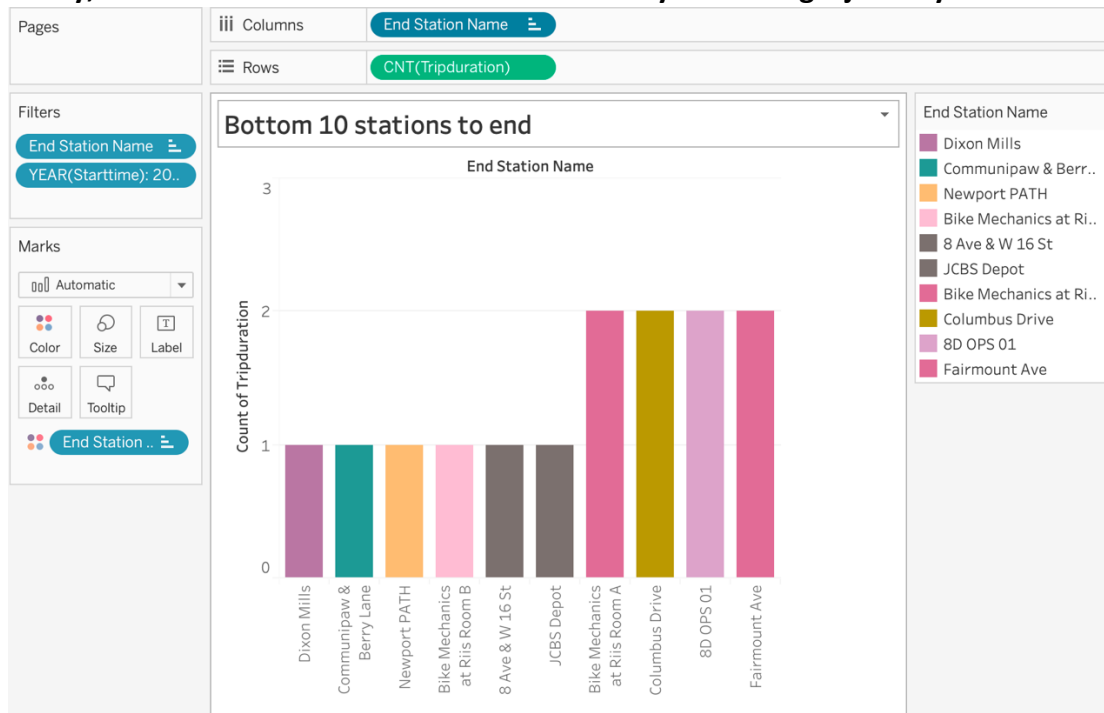 Pages
iii Columns
End Station Name
Rows
CNT(Tripduration)
Filters
End Station Name
YEAR(Starttime): 20..
Marks
Automatic
Color
Size
Label
Detail
Tooltip
End Station ..
Bottom 10 stations to end
End Station Name
Count of Tripduration
3
2
1
0
Dixon Mills
Communipaw &
Berry Lane
Newport PATH
Bike Mechanics
at Riis Room B
8 Ave & W 16 St
JCBS Depot
Bike Mechanics
at Riis Room A
Columbus Drive
8D OPS 01
Fairmount Ave
End Station Name
Dixon Mills
Communipaw & Berr..
Newport PATH
Bike Mechanics at Ri..
8 Ave & W 16 St
JCBS Depot
Bike Mechanics at Ri..
Columbus Drive
8D OPS 01
Fairmount Ave